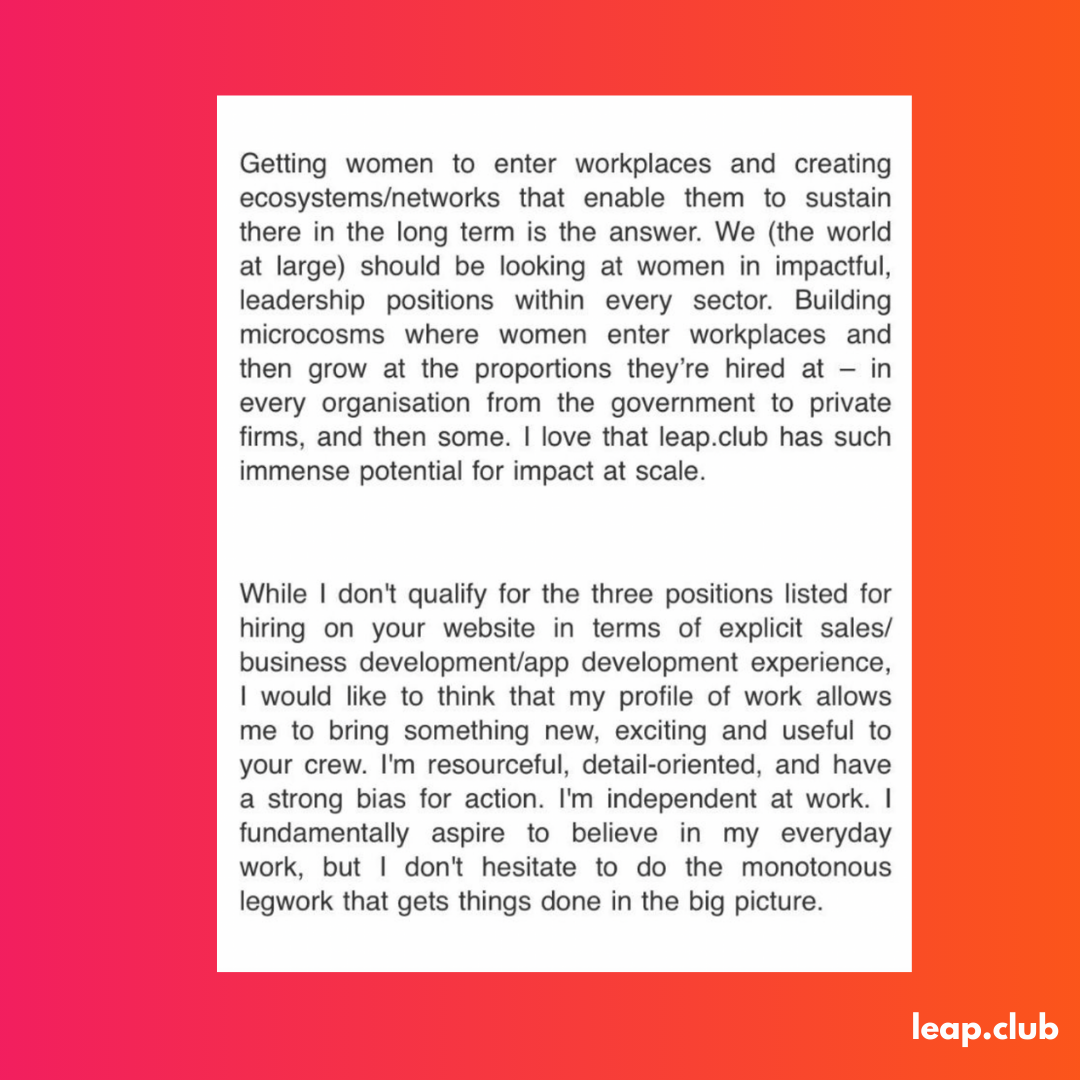 Getting women to enter workplaces and creating
ecosystems/networks that enable them to sustain
there in the long term is the answer. We (the world
at large) should be looking at women in impactful,
leadership positions within every sector. Building
microcosms where women enter workplaces and
then grow at the proportions they’re hired at – in
every organisation from the government to private
firms, and then some. I love that leap.club has such
immense potential for impact at scale.
While I don't qualify for the three positions listed for
hiring on your website in terms of explicit sales/
business development/app development experience,
I would like to think that my profile of work allows
me to bring something new, exciting and useful to
your crew. I'm resourceful, detail-oriented, and have
a strong bias for action. I'm independent at work. I
fundamentally aspire to believe in my everyday
work, but I don't hesitate to do the monotonous
legwork that gets things done in the big picture.
leap.club